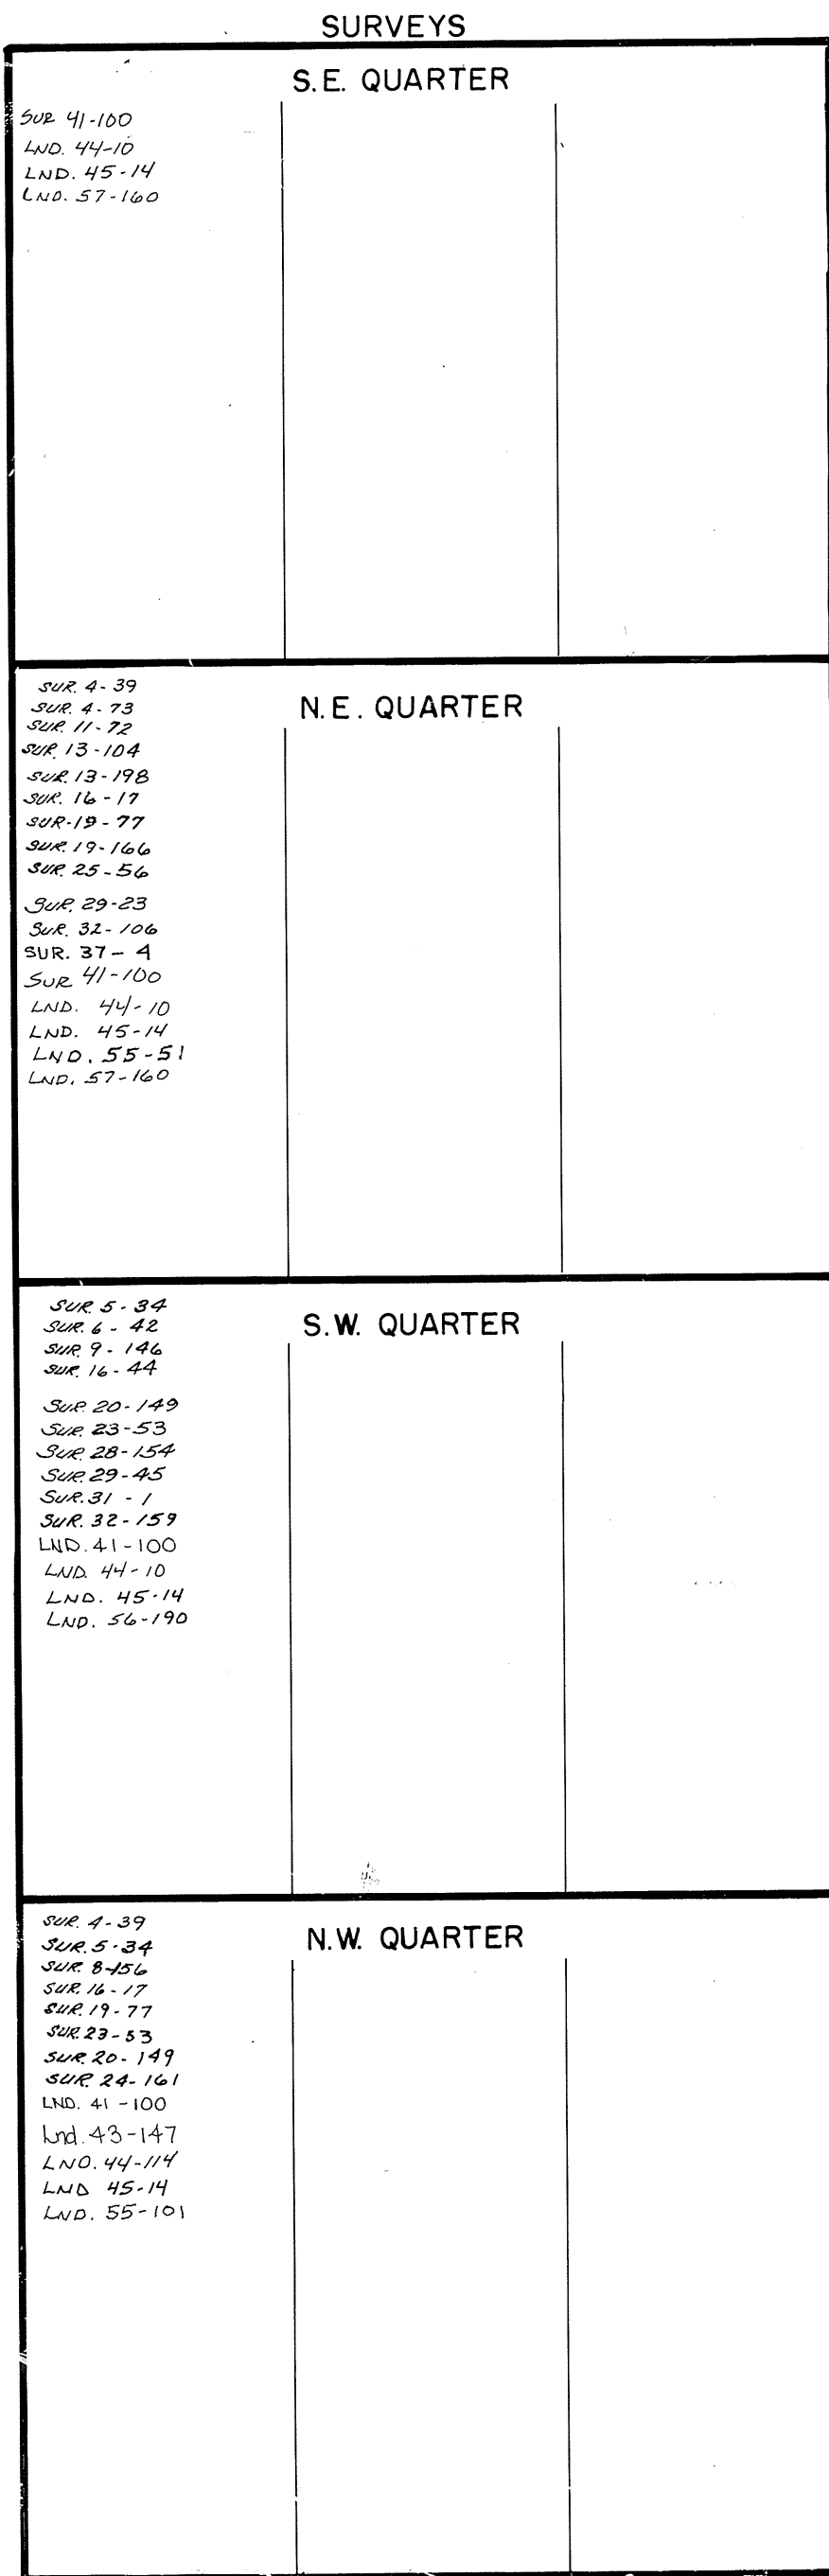 SURVEYS
S.E. QUARTER
SUR 41-100
LND. 44-10
LND. 45-14
LND. 57-160
N.E. QUARTER
SUR. 4-39
SUR. 4-73
SUR. 11-72
SUR. 13-104
SUR. 13-198
SUR. 16-17
SUR-19-77
SUR. 19-166
SUR. 25-56
SUR. 29-23
SUR. 32-106
SUR. 37-4
SUR 41-100
LND. 44-10
LND. 45-14
LND. 55-51
LND. 57-160
S.W. QUARTER
SUR. 5-34
SUR. 6-42
SUR. 9-146
SUR. 16-44
SUR. 20-149
SUR. 23-53
SUR. 28-154
SUR. 29-45
SUR. 31-1
SUR. 32-159
LND. 41-100
LND. 44-10
LND. 45-14
LND. 56-190
N.W. QUARTER
SUR. 4-39
SUR. 5-34
SUR. 8-156
SUR. 16-17
SUR. 19-77
SUR. 23-53
SUR. 20-149
SUR. 24-161
LND. 41-100
Lnd. 43-147
LND. 44-114
LND 45-14
LND. 55-101